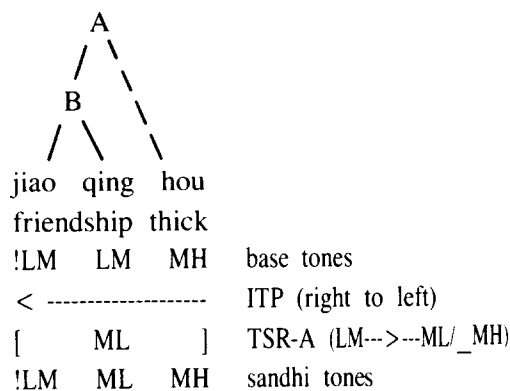 A
B
jiao qing hou
friendship thick
!LM LM MH base tones
< -------------------- ITP (right to left)
[ ML ] TSR-A (LM--->---ML/_MH)
!LM ML MH sandhi tones